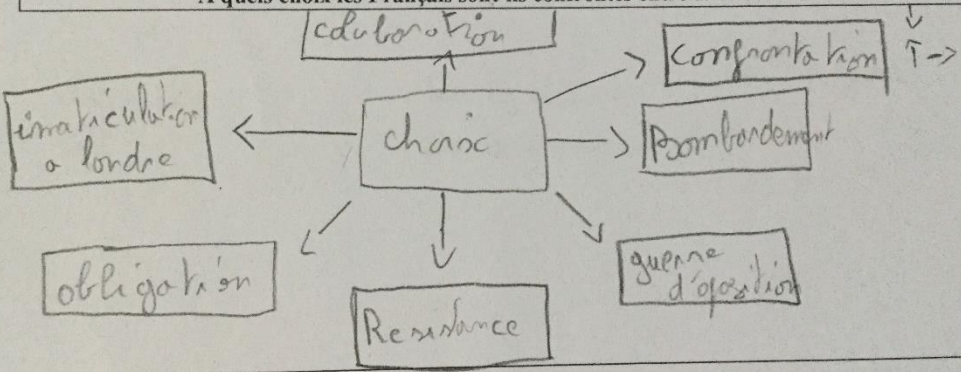 A quels choix les Français sont ils confrontés
colaboration
Confrontation
imatriculation
a londre
choix
Bombardement
obligation
guerre
d'oposition
Resistance